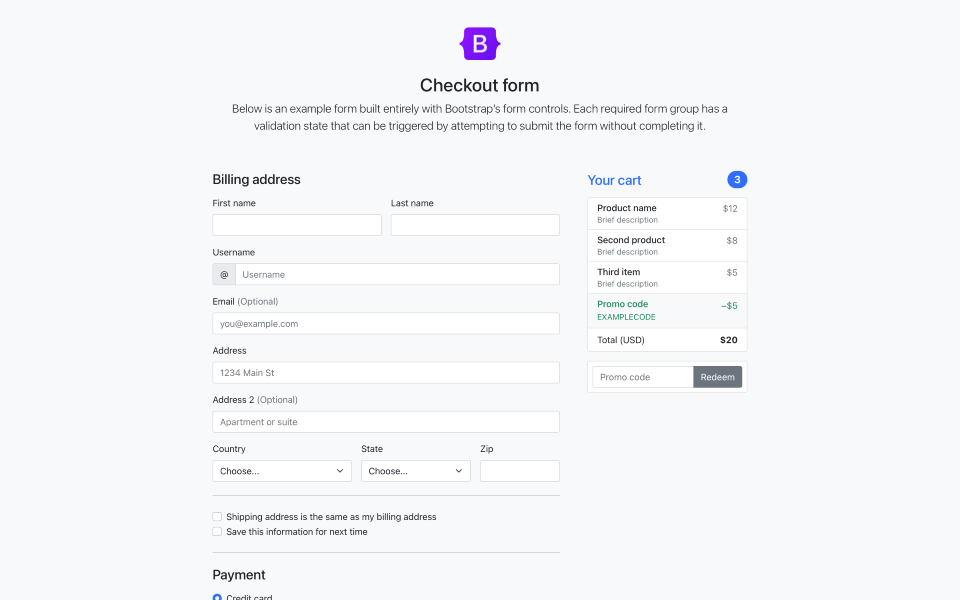 B
Checkout form
Below is an example form built entirely with Bootstrap's form controls. Each required form group has a
validation state that can be triggered by attempting to submit the form without completing it.
Billing address
First name
Last name
Username
@ Username
Email (Optional)
you@example.com
Address
1234 Main St
Address 2 (Optional)
Apartment or suite
Country
State
Zip
Choose...
Choose...
Shipping address is the same as my billing address
Save this information for next time
Payment
Credit card
Your cart
3
Product name
$12
Brief description
Second product
$8
Brief description
Third item
$5
Brief description
Promo code
−$5
EXAMPLECODE
Total (USD)
$20
Promo code
Redeem